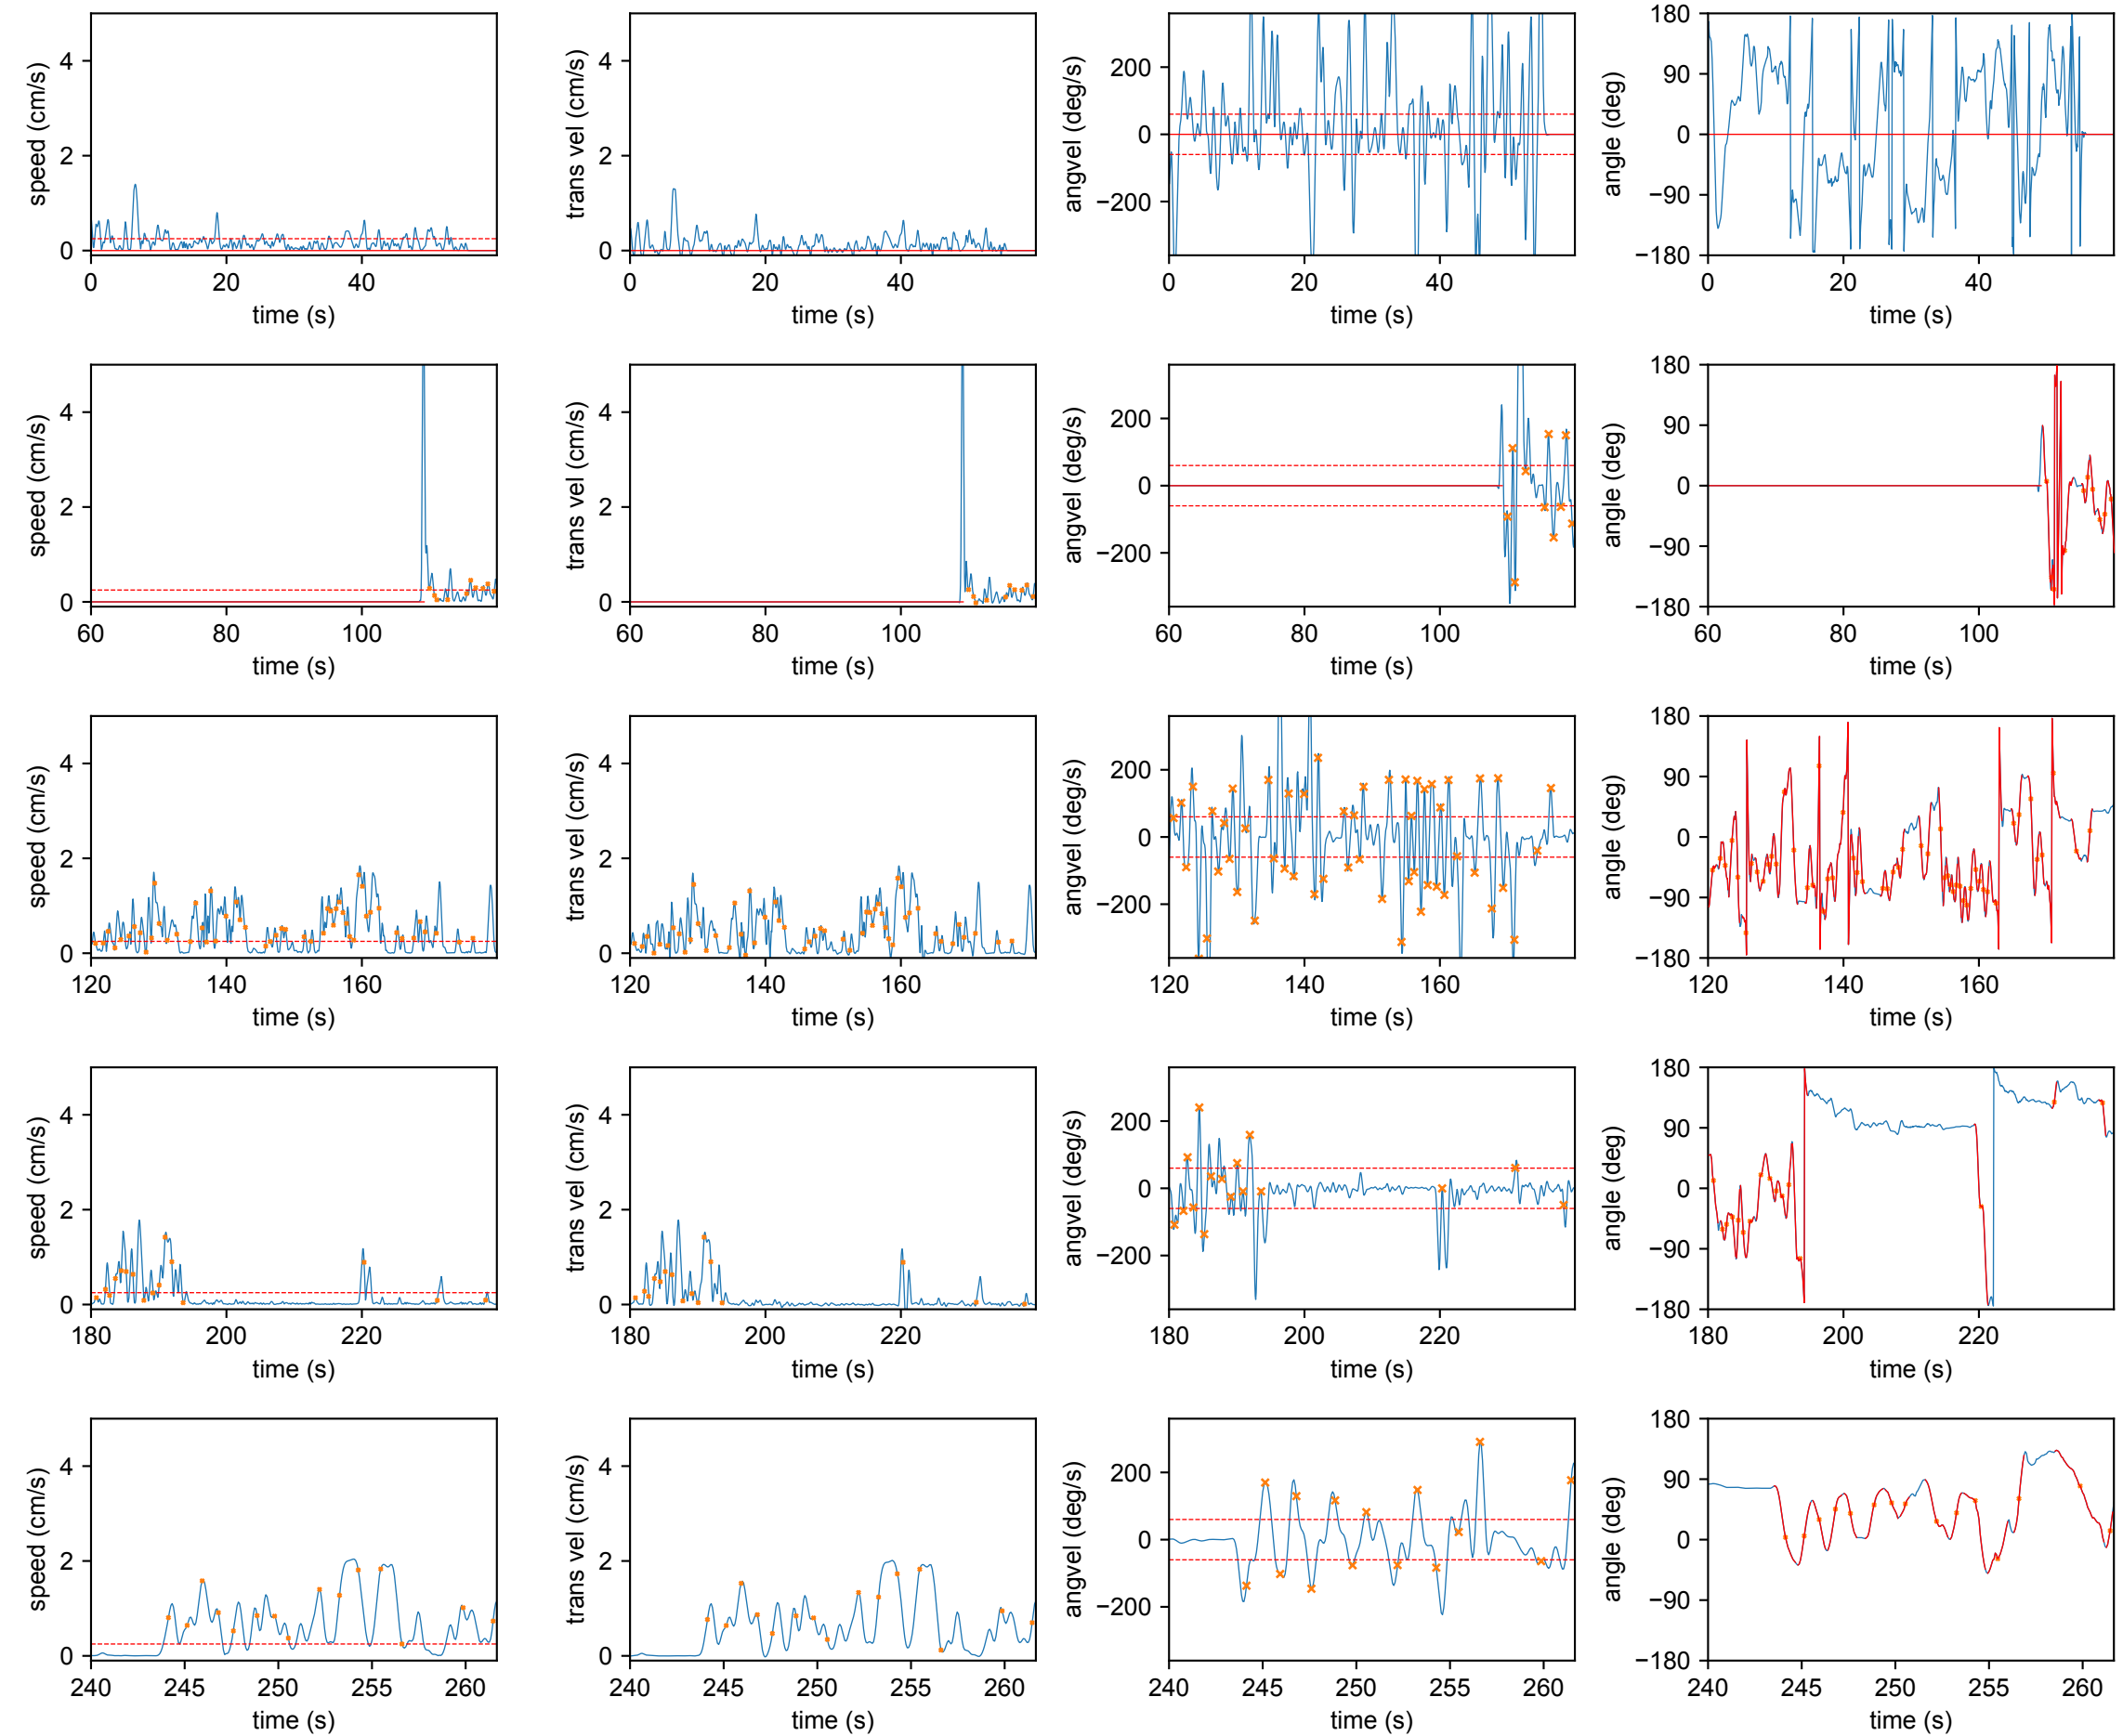 speed (cm/s)
4
2
0
0 20 40
time (s)
trans vel (cm/s)
4
2
0
0 20 40
time (s)
angvel (deg/s)
200
0
−200
0 20 40
time (s)
angle (deg)
180
90
0
−90
−180
0 20 40
time (s)
speed (cm/s)
4
2
0
60 80 100
time (s)
trans vel (cm/s)
4
2
0
60 80 100
time (s)
angvel (deg/s)
200
0
−200
60 80 100
time (s)
angle (deg)
180
90
0
−90
−180
60 80 100
time (s)
speed (cm/s)
4
2
0
120 140 160
time (s)
trans vel (cm/s)
4
2
0
120 140 160
time (s)
angvel (deg/s)
200
0
−200
120 140 160
time (s)
angle (deg)
180
90
0
−90
−180
120 140 160
time (s)
speed (cm/s)
4
2
0
180 200 220
time (s)
trans vel (cm/s)
4
2
0
180 200 220
time (s)
angvel (deg/s)
200
0
−200
180 200 220
time (s)
angle (deg)
180
90
0
−90
−180
180 200 220
time (s)
speed (cm/s)
4
2
0
240 245 250 255 260
time (s)
trans vel (cm/s)
4
2
0
240 245 250 255 260
time (s)
angvel (deg/s)
200
0
−200
240 245 250 255 260
time (s)
angle (deg)
180
90
0
−90
−180
240 245 250 255 260
time (s)